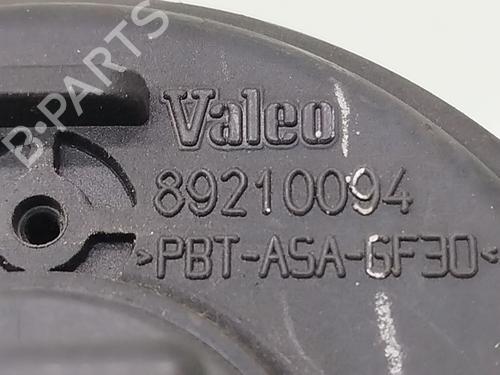 B-PARTS
Valeo
89210094
>PBT-ASA-GF30<